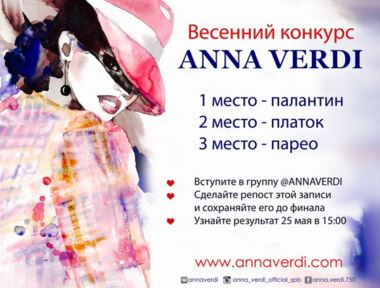 Весенний конкурс
ANNA VERDI
1 место - палантин
2 место - платок
3 место - парео
Вступите в группу @ANNAVERDI
Сделайте репост этой записи
и сохраняйте его до финала
Узнайте результат 25 мая в 15:00
www.annaverdi.com
annaverdi anna_verdi_official_spb anna.verdi.750